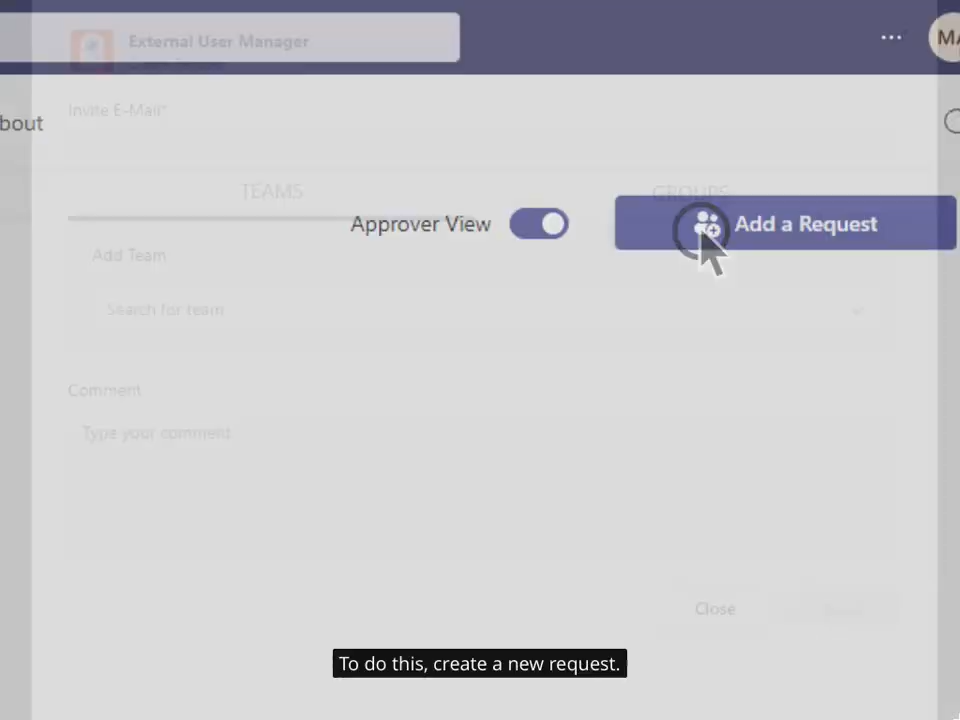 External User Manager
MA
bout
Invite E-Mail*
TEAMS
GROUPS
Approver View
Add a Request
Add Team
Search for team
Comment
Type your comment
Close
To do this, create a new request.